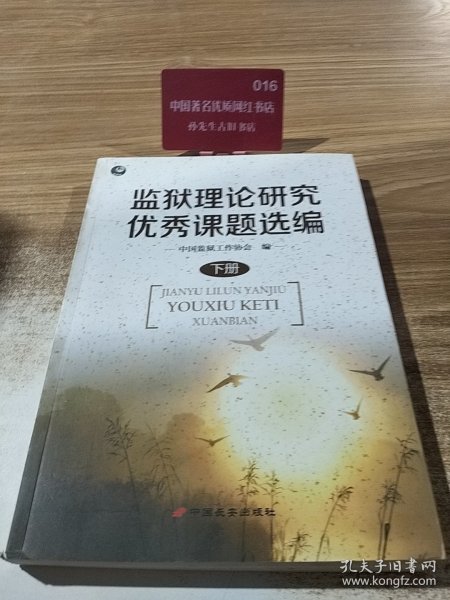 016
中国著名优质网红书店
孙先生古旧书店
监狱理论研究
优秀课题选编
中国监狱工作协会 编
下册
JIANYU LILUN YANJIU
YOUXIU KETI
XUANBIAN
中国长安出版社
孔夫子旧书网
www.kongfz.com